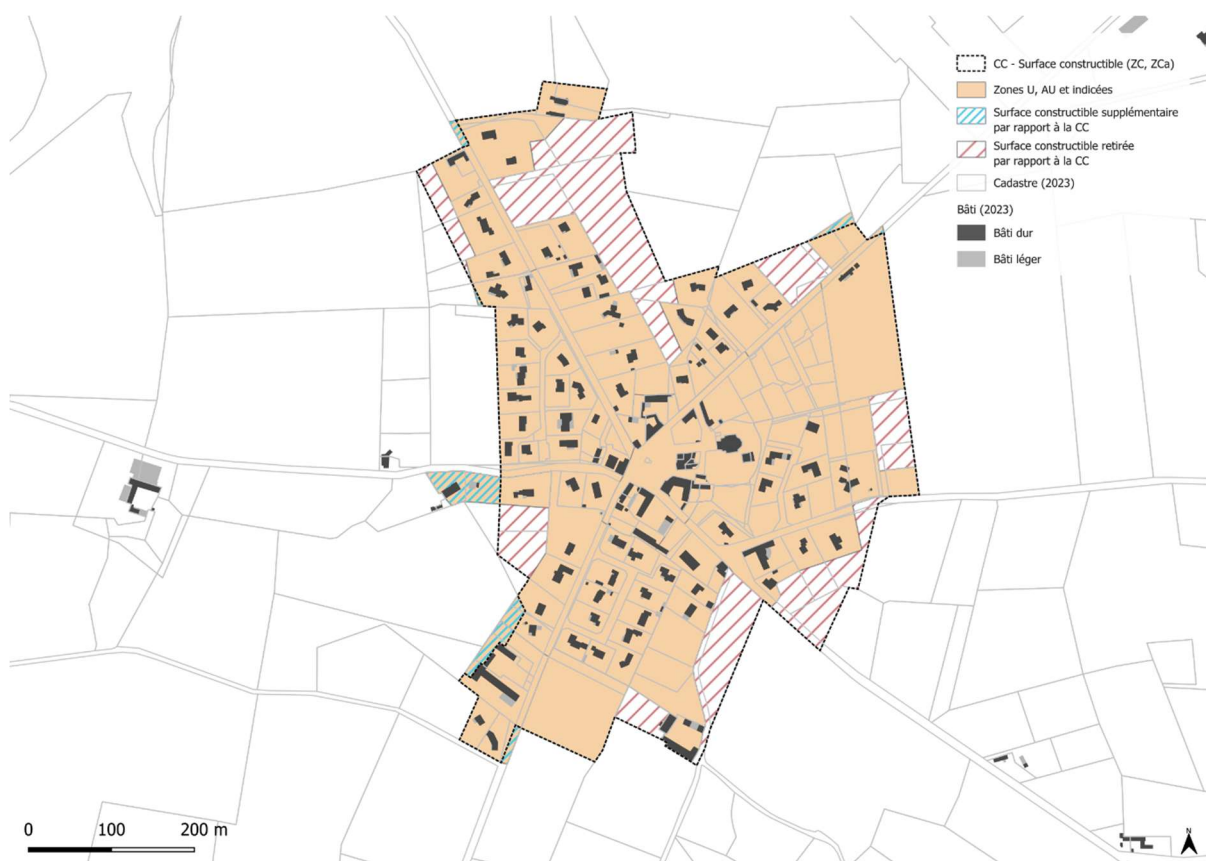 CC - Surface constructible (ZC, ZCa)
Zones U, AU et indicées
Surface constructible supplémentaire
par rapport à la CC
Surface constructible retirée
par rapport à la CC
Cadastre (2023)
Bâti (2023)
Bâti dur
Bâti léger
0 100 200 m
N